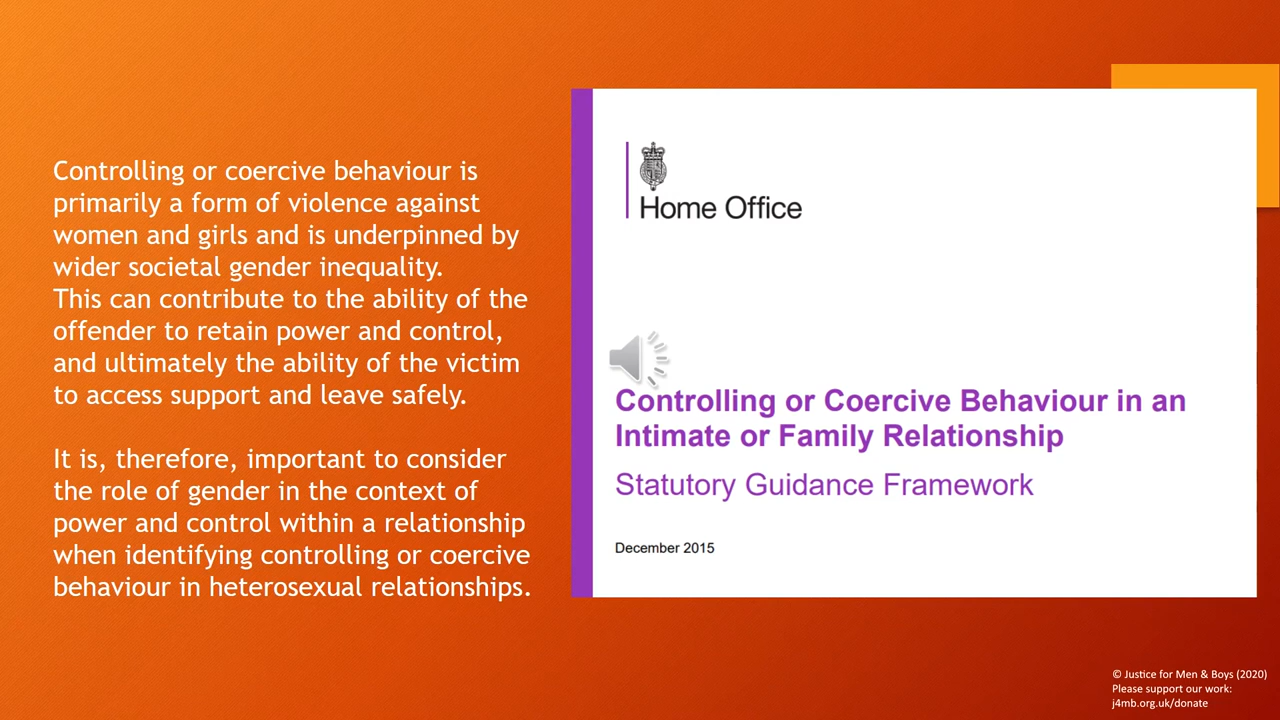 Controlling or coercive behaviour is
primarily a form of violence against
women and girls and is underpinned by
wider societal gender inequality.
This can contribute to the ability of the
offender to retain power and control,
and ultimately the ability of the victim
to access support and leave safely.
It is, therefore, important to consider
the role of gender in the context of
power and control within a relationship
when identifying controlling or coercive
behaviour in heterosexual relationships.
Home Office
Controlling or Coercive Behaviour in an
Intimate or Family Relationship
Statutory Guidance Framework
December 2015
© Justice for Men & Boys (2020)
Please support our work:
j4mb.org.uk/donate